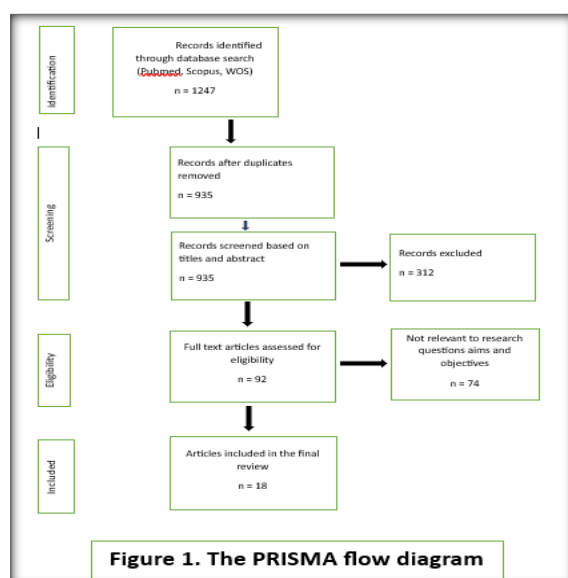 Identification
Records identified
through database search
(Pubmed, Scopus, WOS)
n = 1247
Screening
Records after duplicates
removed
n = 935
Records screened based on
titles and abstract
n = 935
Records excluded
n = 312
Eligibility
Full text articles assessed for
eligibility
n = 92
Not relevant to research
questions aims and
objectives
n = 74
Included
Articles included in the final
review
n = 18
Figure 1. The PRISMA flow diagram